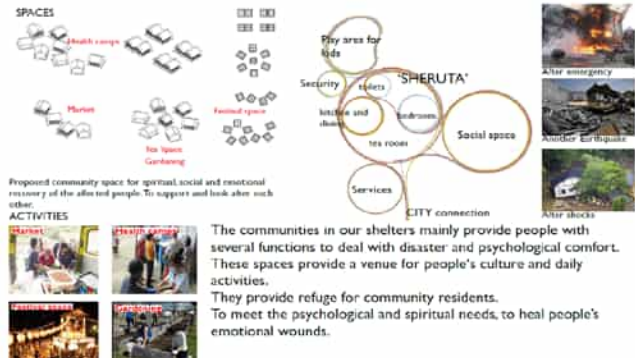 SPACES
Health camps
Market
Tea Space
Gardening
Festival space
Proposed community space for spiritual, social and emotional
recovery of the affected people. To support and look after each
other.
ACTIVITIES
Market
Health camps
Festival space
Gardening
Play area for
kids
Security
toilets
'SHERUTA'
kitchen and
dining
bedrooms
tea room
Social space
Services
CITY connection
After emergency
Another Earthquake
After shocks
The communities in our shelters mainly provide people with
several functions to deal with disaster and psychological comfort.
These spaces provide a venue for people's culture and daily
activities.
They provide refuge for community residents.
To meet the psychological and spiritual needs, to heal people's
emotional wounds.